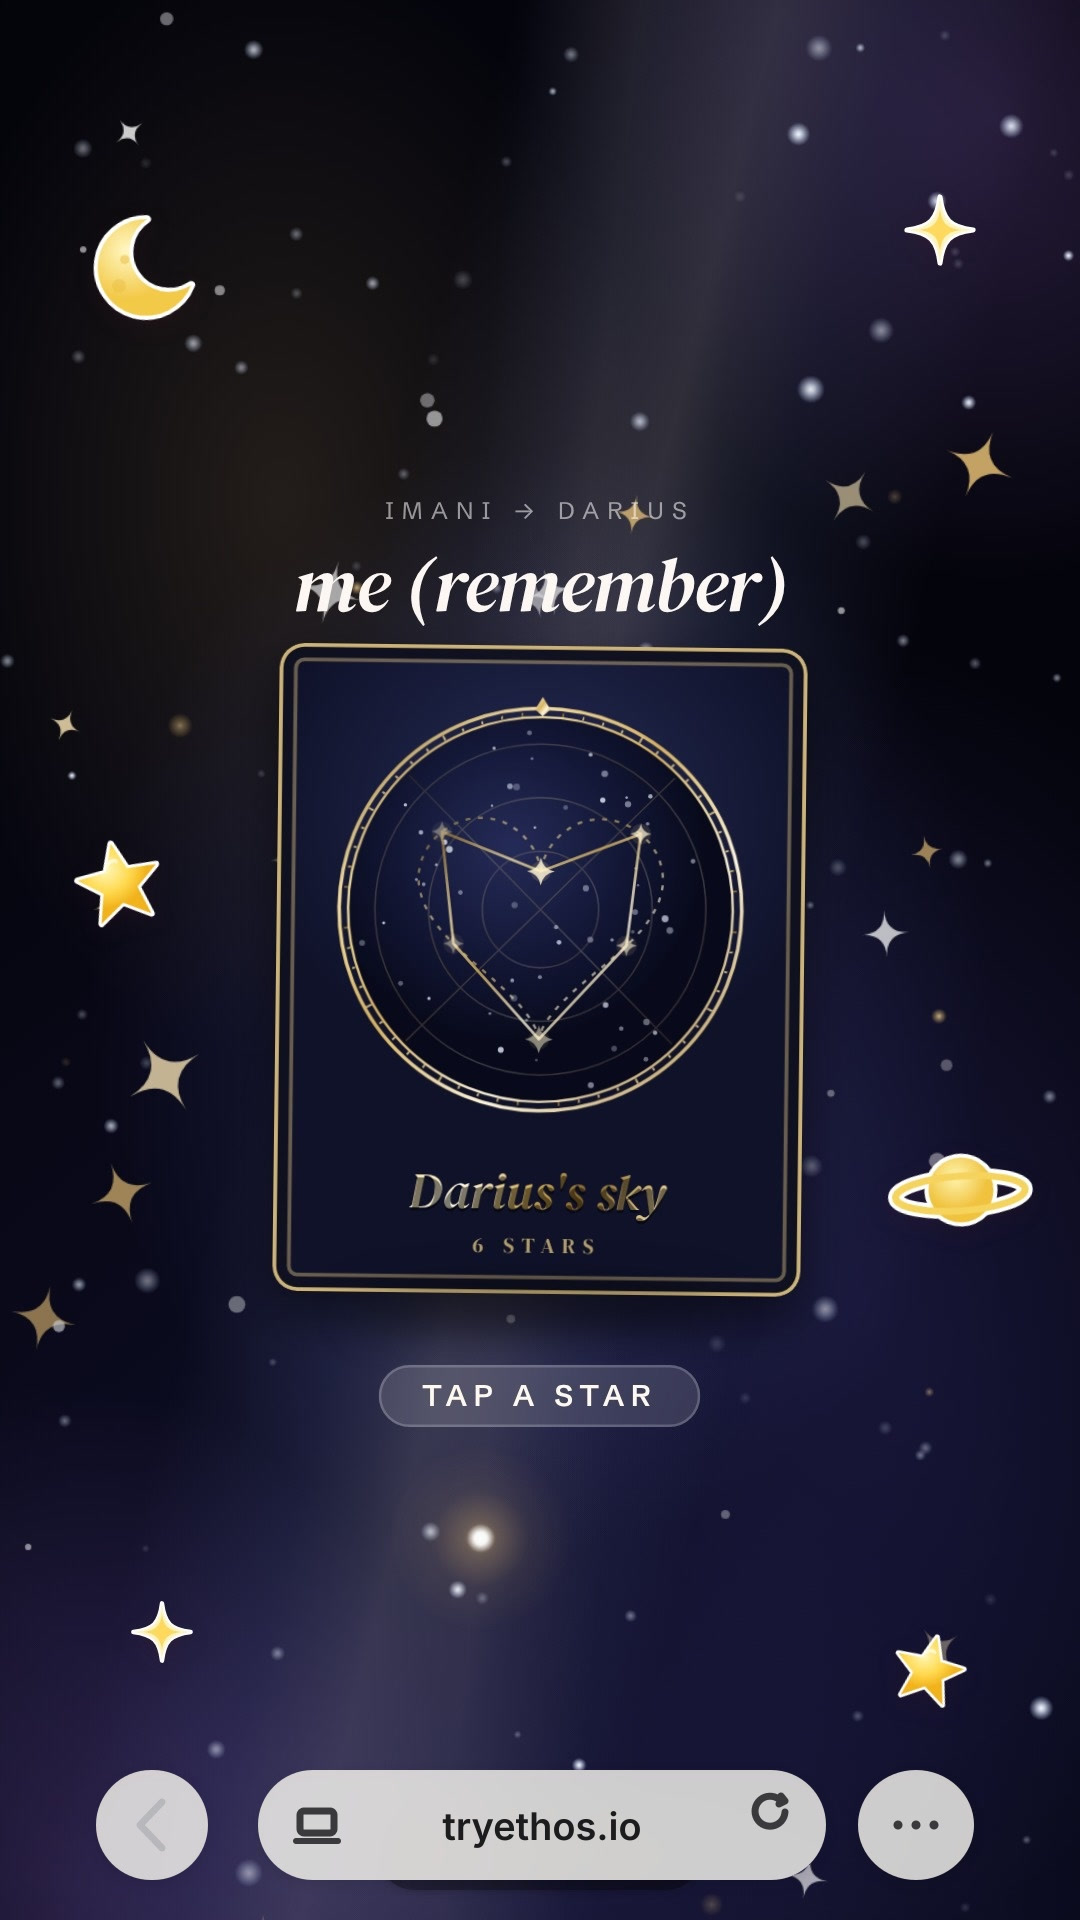 IMANI → DARIUS
me (remember)
Darius's sky
6 STARS
TAP A STAR
tryethos.io